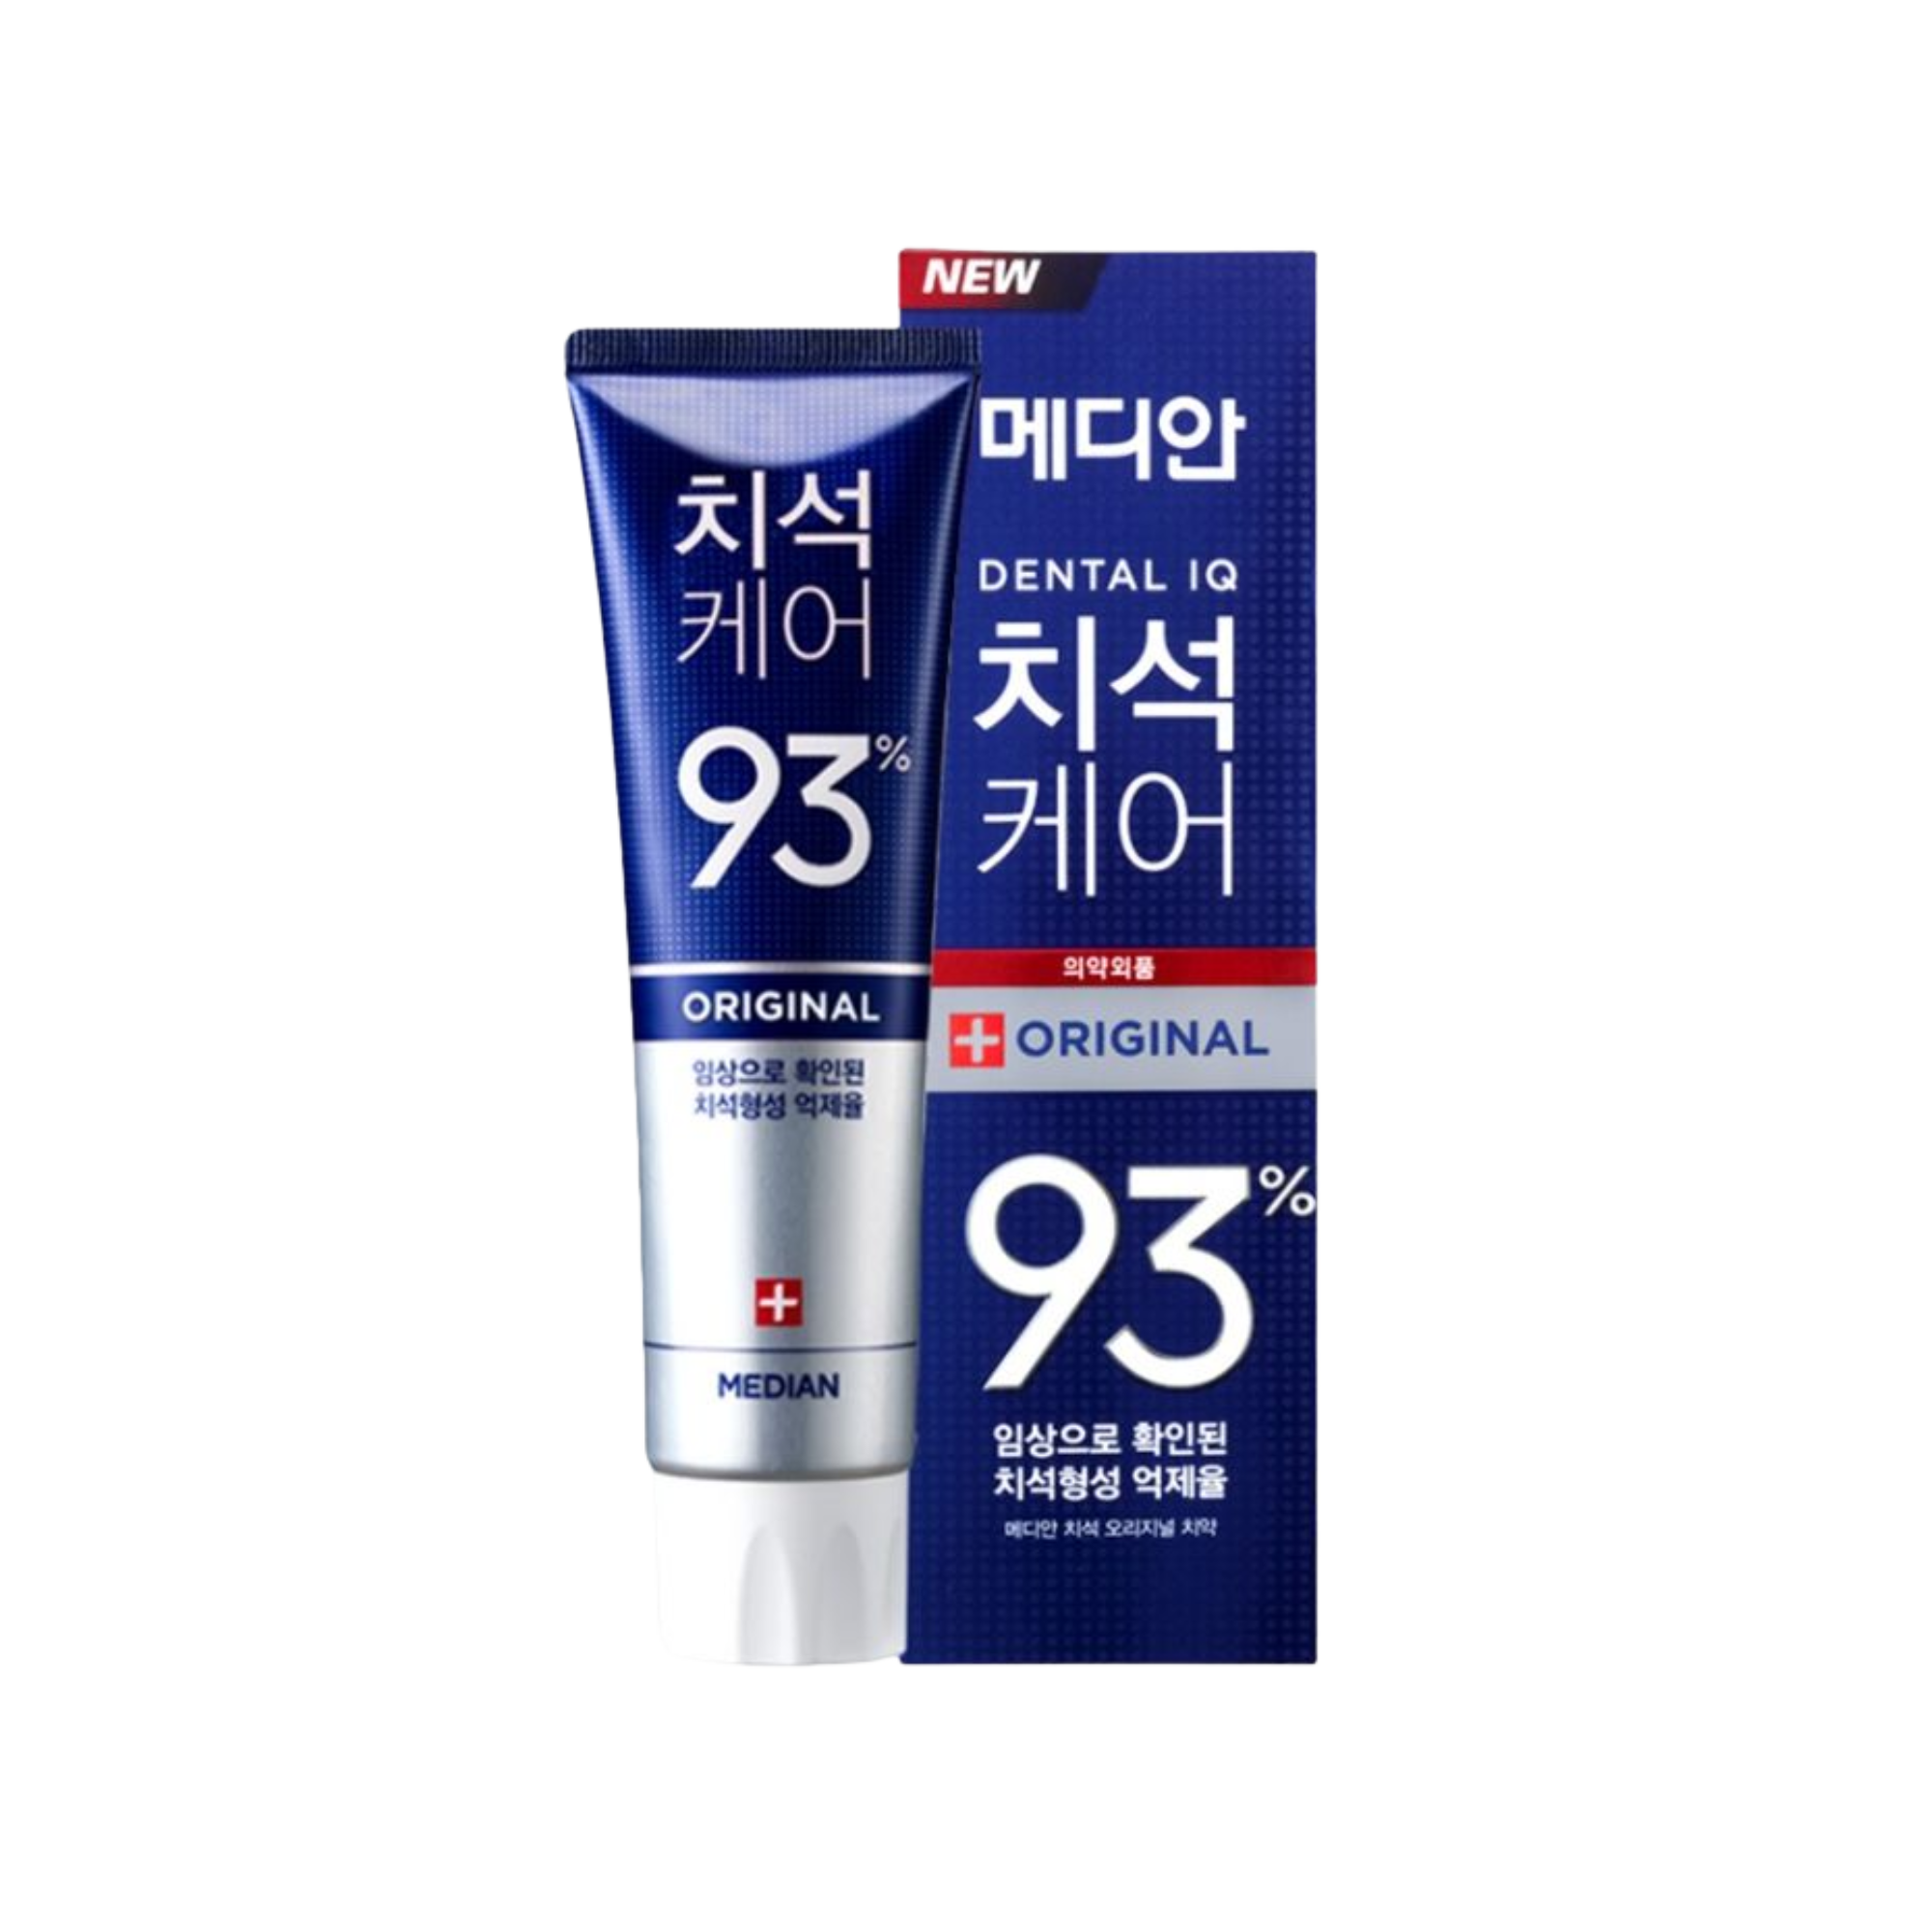 치석
케어
93%
ORIGINAL
임상으로 확인된
치석형성 억제율
MEDIAN
NEW
메디안
DENTAL IQ
치석
케어
의약외품
ORIGINAL
93%
임상으로 확인된
치석형성 억제율
메디안 치석 오리지널 치약